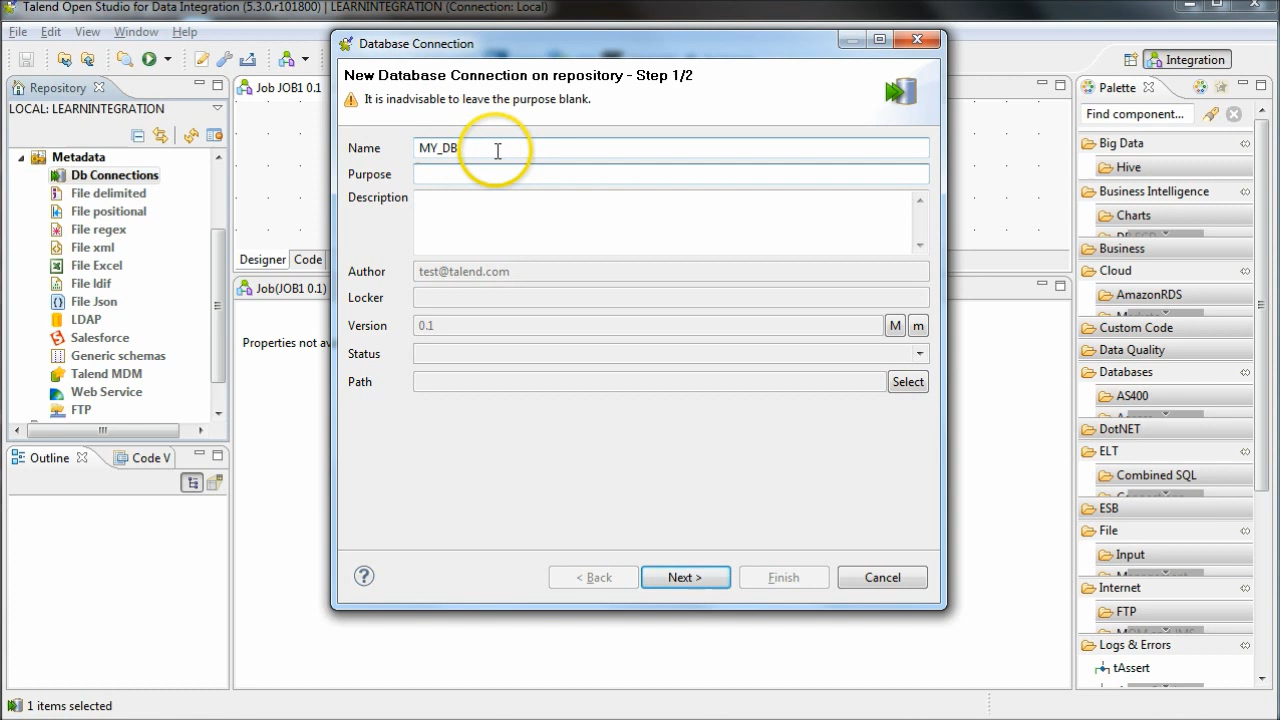 Talend Open Studio for Data Integration (5.3.0.r101800) | LEARNINTEGRATION (Connection: Local)
File Edit View Window Help
Integration
Repository
LOCAL: LEARNINTEGRATION
Metadata
Db Connections
File delimited
File positional
File regex
File xml
File Excel
File ldif
File Json
LDAP
Salesforce
Generic schemas
Talend MDM
Web Service
FTP
Outline
Code V
Job JOB1 0.1
Designer Code
Job(JOB1 0.1)
Properties not av
Database Connection
New Database Connection on repository - Step 1/2
It is inadvisable to leave the purpose blank.
Name MY_DB
Purpose
Description
Author test@talend.com
Locker
Version 0.1 M m
Status
Path Select
? < Back Next > Finish Cancel
Palette
Find component...
Big Data
Hive
Business Intelligence
Charts
Business
Cloud
AmazonRDS
Custom Code
Data Quality
Databases
AS400
DotNET
ELT
Combined SQL
ESB
File
Input
Internet
FTP
Logs & Errors
tAssert
1 items selected